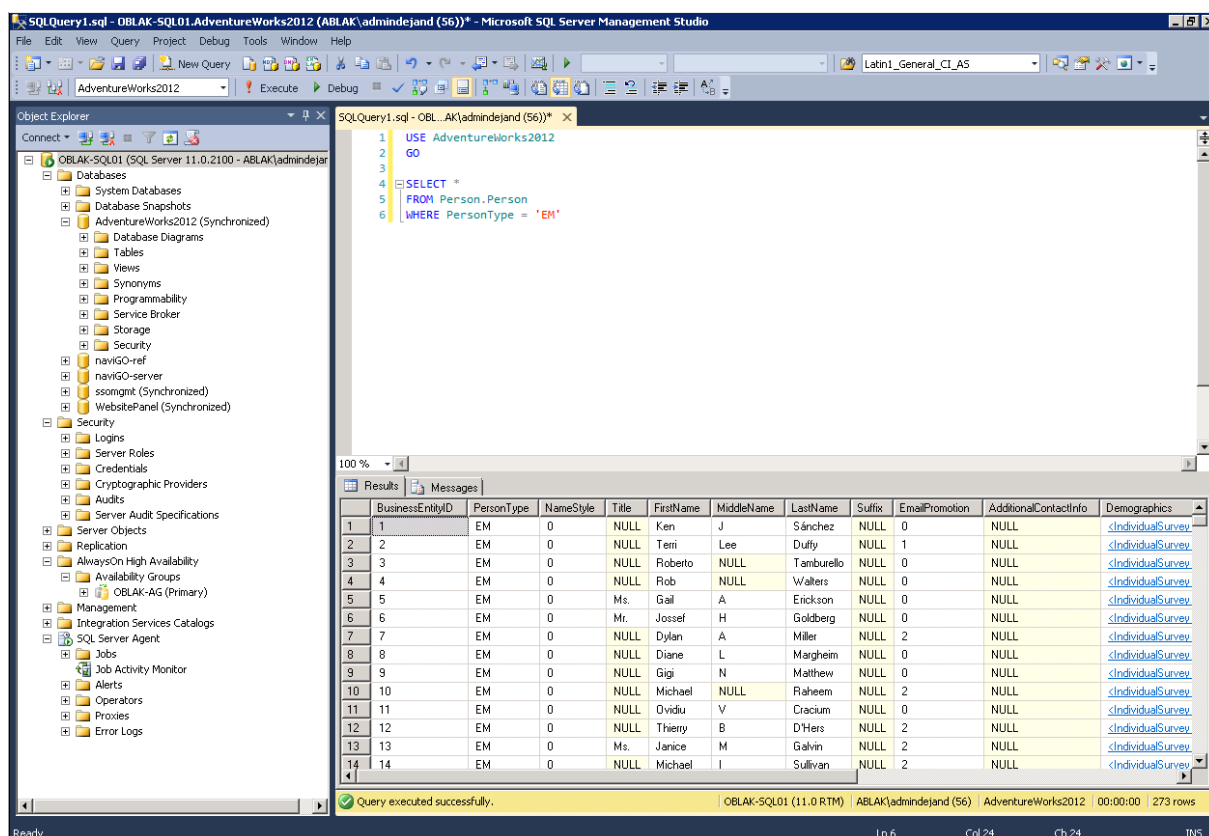 SQLQuery1.sql - OBLAK-SQL01.AdventureWorks2012 (ABLAK\admindejand (56))* - Microsoft SQL Server Management Studio
File Edit View Query Project Debug Tools Window Help
New Query Latin1_General_CI_AS
AdventureWorks2012 Execute Debug
Object Explorer
Connect
OBLAK-SQL01 (SQL Server 11.0.2100 - ABLAK\admindejar
Databases
System Databases
Database Snapshots
AdventureWorks2012 (Synchronized)
Database Diagrams
Tables
Views
Synonyms
Programmability
Service Broker
Storage
Security
naviGO-ref
naviGO-server
ssomgmt (Synchronized)
WebsitePanel (Synchronized)
Security
Logins
Server Roles
Credentials
Cryptographic Providers
Audits
Server Audit Specifications
Server Objects
Replication
AlwaysOn High Availability
Availability Groups
OBLAK-AG (Primary)
Management
Integration Services Catalogs
SQL Server Agent
Jobs
Job Activity Monitor
Alerts
Operators
Proxies
Error Logs
SQLQuery1.sql - OBL...AK\admindejand (56))*
1 USE AdventureWorks2012
2 GO
3
4 SELECT *
5 FROM Person.Person
6 WHERE PersonType = 'EM'
100 %
Results Messages
BusinessEntityID PersonType NameStyle Title FirstName MiddleName LastName Suffix EmailPromotion AdditionalContactInfo Demographics
1 1 EM 0 NULL Ken J Sánchez NULL 0 NULL <IndividualSurvey
2 2 EM 0 NULL Terri Lee Duffy NULL 1 NULL <IndividualSurvey
3 3 EM 0 NULL Roberto NULL Tamburello NULL 0 NULL <IndividualSurvey
4 4 EM 0 NULL Rob NULL Walters NULL 0 NULL <IndividualSurvey
5 5 EM 0 Ms. Gail A Erickson NULL 0 NULL <IndividualSurvey
6 6 EM 0 Mr. Jossef H Goldberg NULL 0 NULL <IndividualSurvey
7 7 EM 0 NULL Dylan A Miller NULL 2 NULL <IndividualSurvey
8 8 EM 0 NULL Diane L Margheim NULL 0 NULL <IndividualSurvey
9 9 EM 0 NULL Gigi N Matthew NULL 0 NULL <IndividualSurvey
10 10 EM 0 NULL Michael NULL Raheem NULL 2 NULL <IndividualSurvey
11 11 EM 0 NULL Ovidiu V Cracium NULL 0 NULL <IndividualSurvey
12 12 EM 0 NULL Thierry B D'Hers NULL 2 NULL <IndividualSurvey
13 13 EM 0 Ms. Janice M Galvin NULL 2 NULL <IndividualSurvey
14 14 EM 0 NULL Michael I Sullivan NULL 2 NULL <IndividualSurvey
Query executed successfully. OBLAK-SQL01 (11.0 RTM) ABLAK\admindejand (56) AdventureWorks2012 00:00:00 273 rows
Ready Ln 6 Col 24 Ch 24 INS